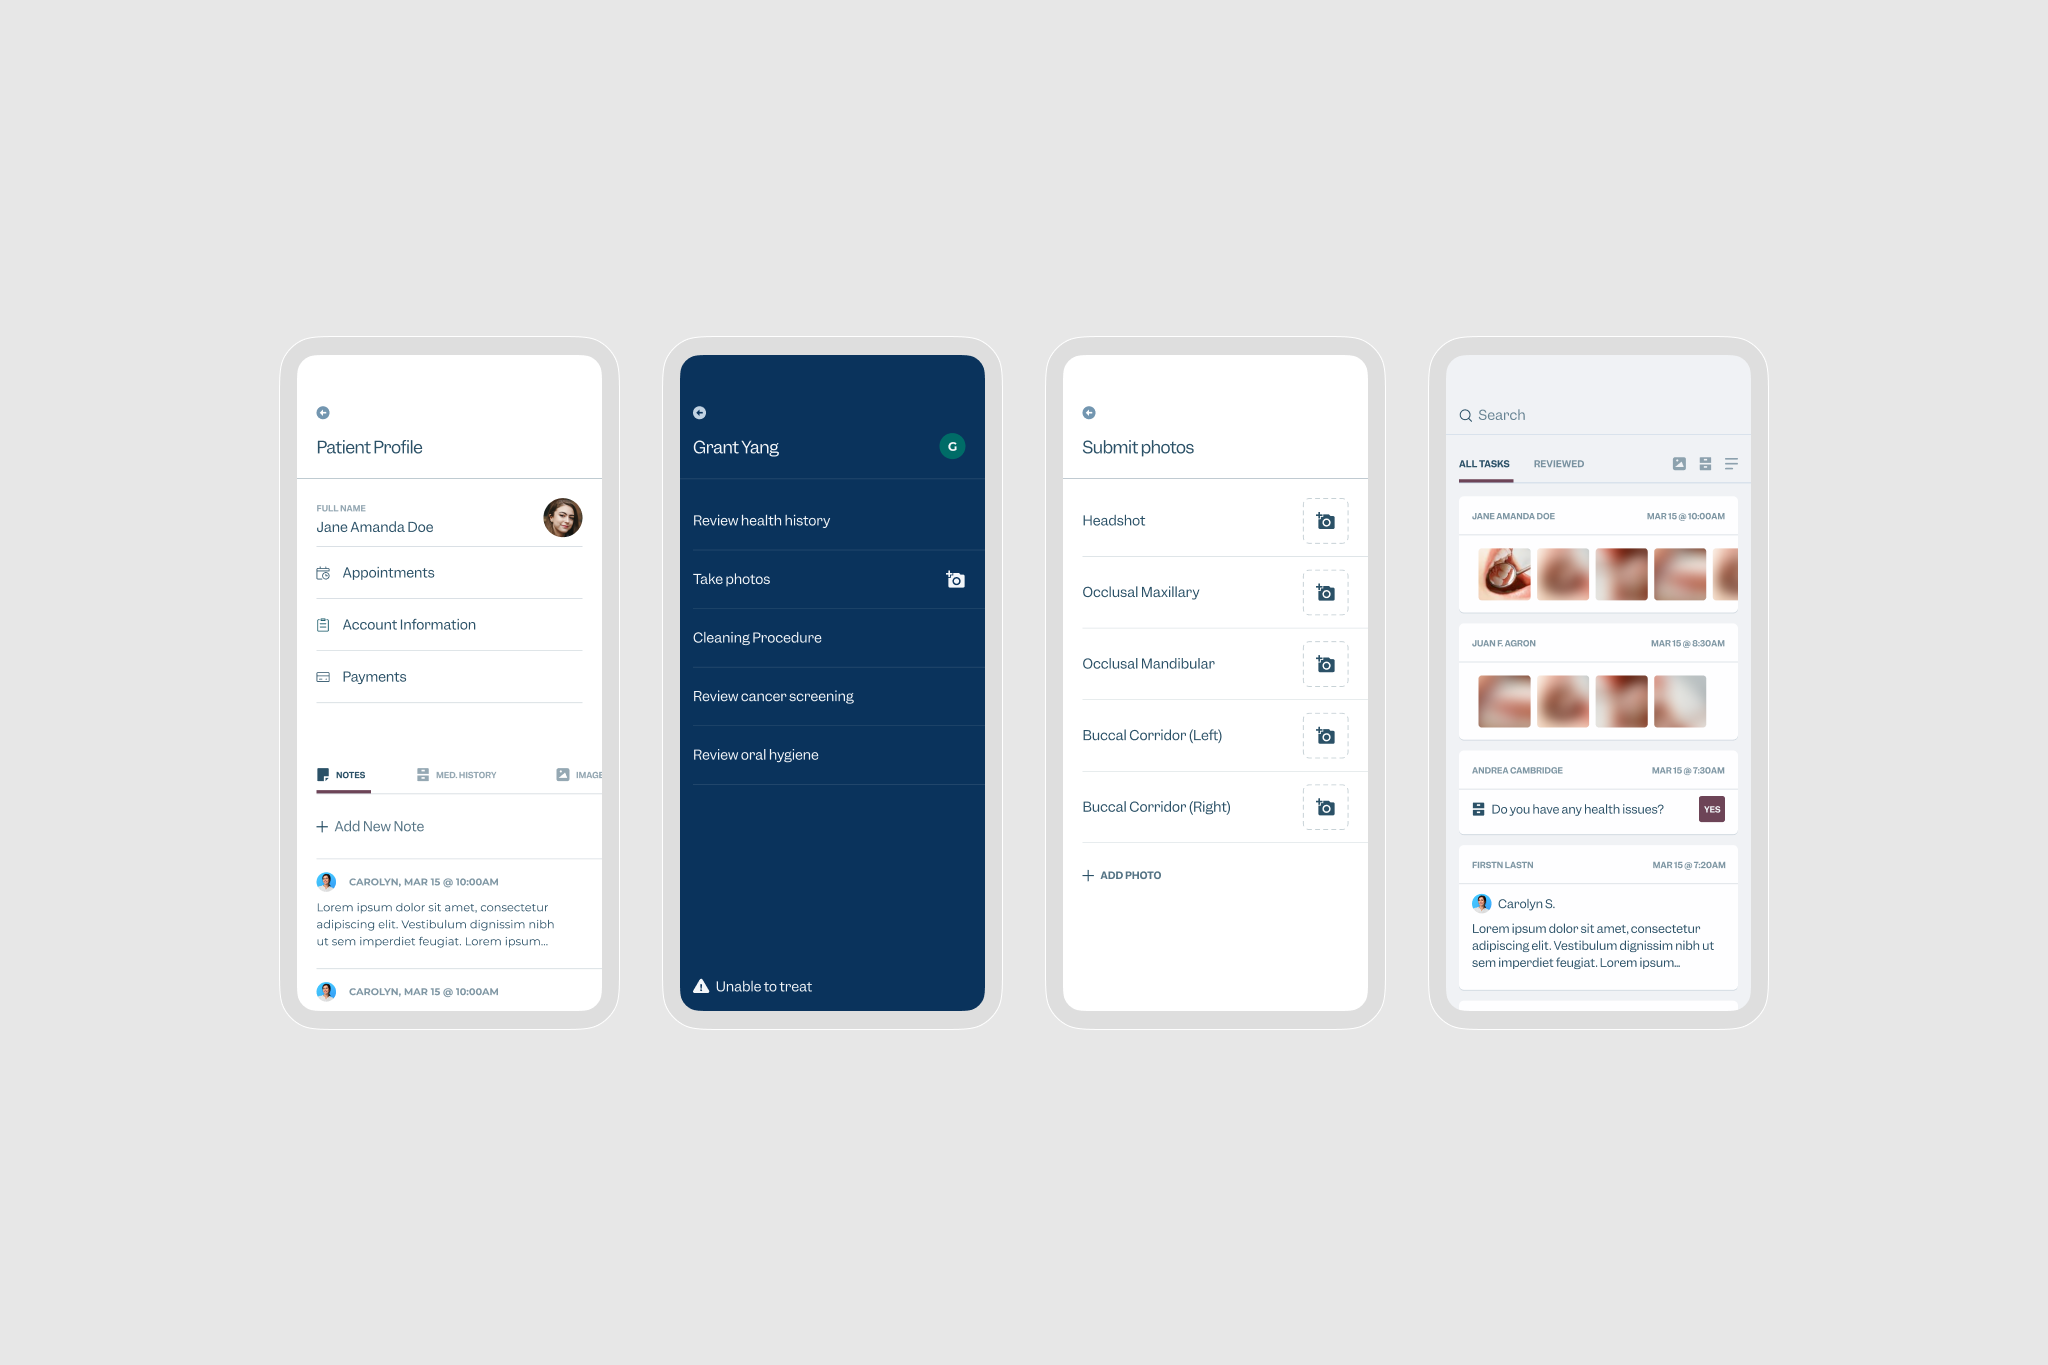 Patient Profile
FULL NAME
Jane Amanda Doe
Appointments
Account Information
Payments
NOTES
MED. HISTORY
IMAGE
Add New Note
CAROLYN, MAR 15 @ 10:00AM
Lorem ipsum dolor sit amet, consectetur
adipiscing elit. Vestibulum dignissim nibh
ut sem imperdiet feugiat. Lorem ipsum...
CAROLYN, MAR 15 @ 10:00AM
Grant Yang
G
Review health history
Take photos
Cleaning Procedure
Review cancer screening
Review oral hygiene
Unable to treat
Submit photos
Headshot
Occlusal Maxillary
Occlusal Mandibular
Buccal Corridor (Left)
Buccal Corridor (Right)
ADD PHOTO
Search
ALL TASKS
REVIEWED
JANE AMANDA DOE
MAR 15 @ 10:00AM
JUAN F. AGRON
MAR 15 @ 8:30AM
ANDREA CAMBRIDGE
MAR 15 @ 7:30AM
Do you have any health issues?
YES
FIRSTN LASTN
MAR 15 @ 7:20AM
Carolyn S.
Lorem ipsum dolor sit amet, consectetur
adipiscing elit. Vestibulum dignissim nibh ut
sem imperdiet feugiat. Lorem ipsum...